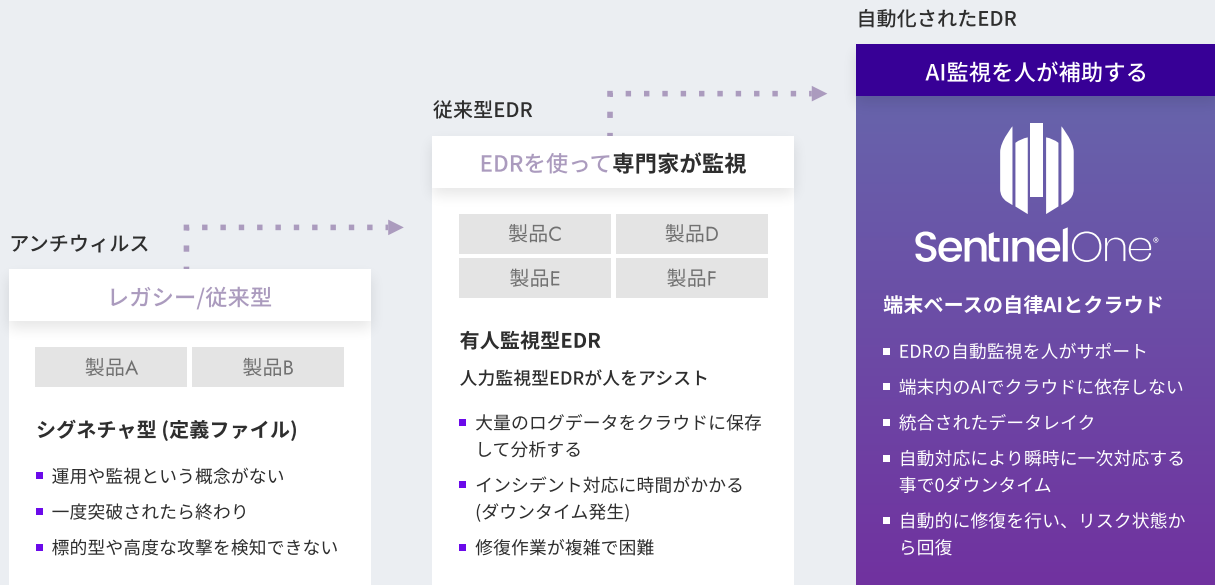 アンチウィルス
レガシー/従来型
製品A
製品B
シグネチャ型 (定義ファイル)
運用や監視という概念がない
一度突破されたら終わり
標的型や高度な攻撃を検知できない
従来型EDR
EDRを使って専門家が監視
製品C
製品D
製品E
製品F
有人監視型EDR
人力監視型EDRが人をアシスト
大量のログデータをクラウドに保存
して分析する
インシデント対応に時間がかかる
(ダウンタイム発生)
修復作業が複雑で困難
自動化されたEDR
AI監視を人が補助する
SentinelOne®
端末ベースの自律AIとクラウド
EDRの自動監視を人がサポート
端末内のAIでクラウドに依存しない
統合されたデータレイク
自動対応により瞬時に一次対応する
事で0ダウンタイム
自動的に修復を行い、リスク状態か
ら回復